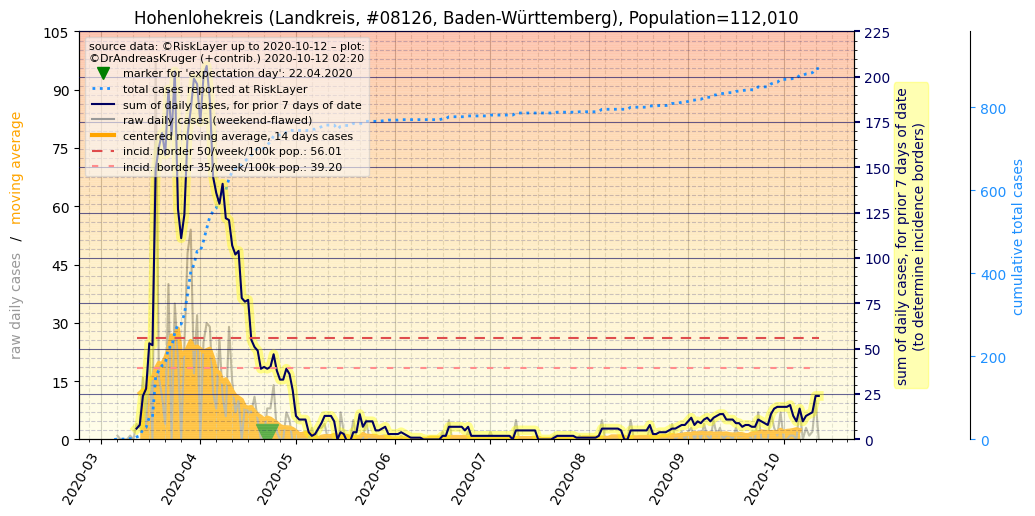 Hohenlohekreis (Landkreis, #08126, Baden-Württemberg), Population=112,010
source data: ©RiskLayer up to 2020-10-12 – plot:
©DrAndreasKruger (+contrib.) 2020-10-12 02:20
marker for 'expectation day': 22.04.2020
total cases reported at RiskLayer
sum of daily cases, for prior 7 days of date
raw daily cases (weekend-flawed)
centered moving average, 14 days cases
incid. border 50/week/100k pop.: 56.01
incid. border 35/week/100k pop.: 39.20
raw daily cases / moving average
105
90
75
60
45
30
15
0
2020-03
2020-04
2020-05
2020-06
2020-07
2020-08
2020-09
2020-10
225
200
175
150
125
100
75
50
25
0
sum of daily cases, for prior 7 days of date
(to determine incidence borders)
800
600
400
200
0
cumulative total cases